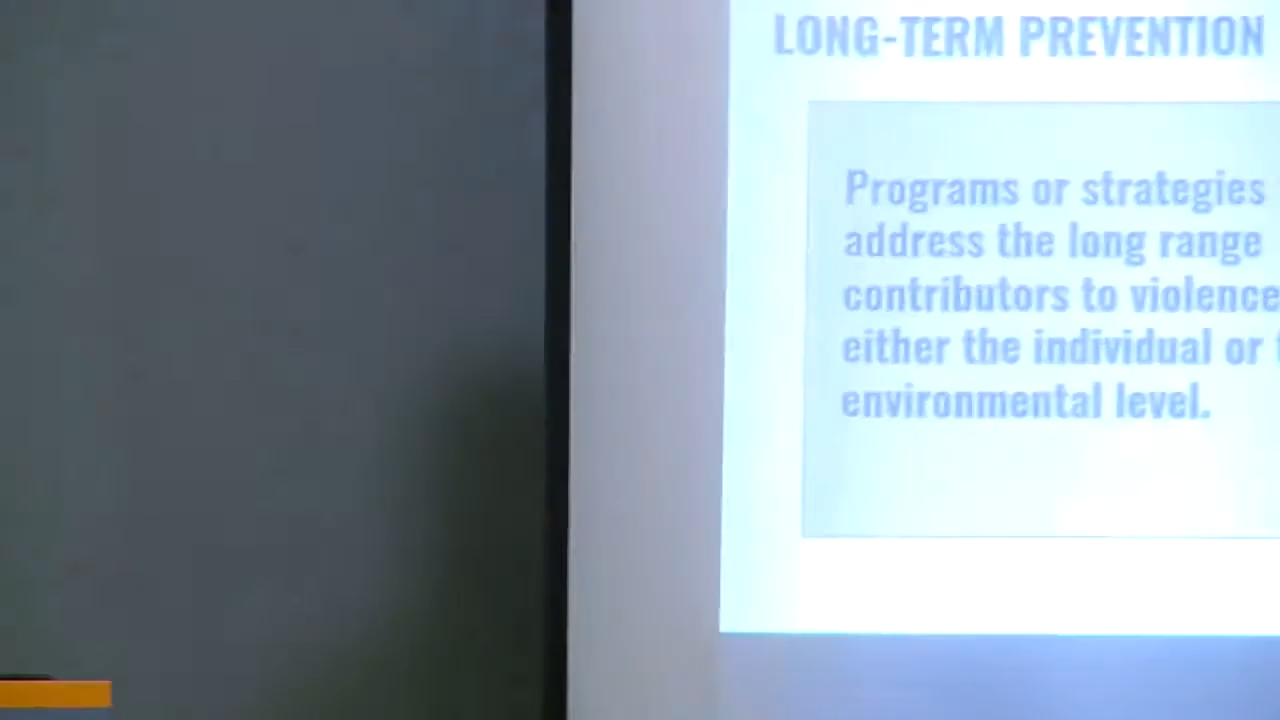 LONG-TERM PREVENTION
Programs or strategies
address the long range
contributors to violence
either the individual or
environmental level.